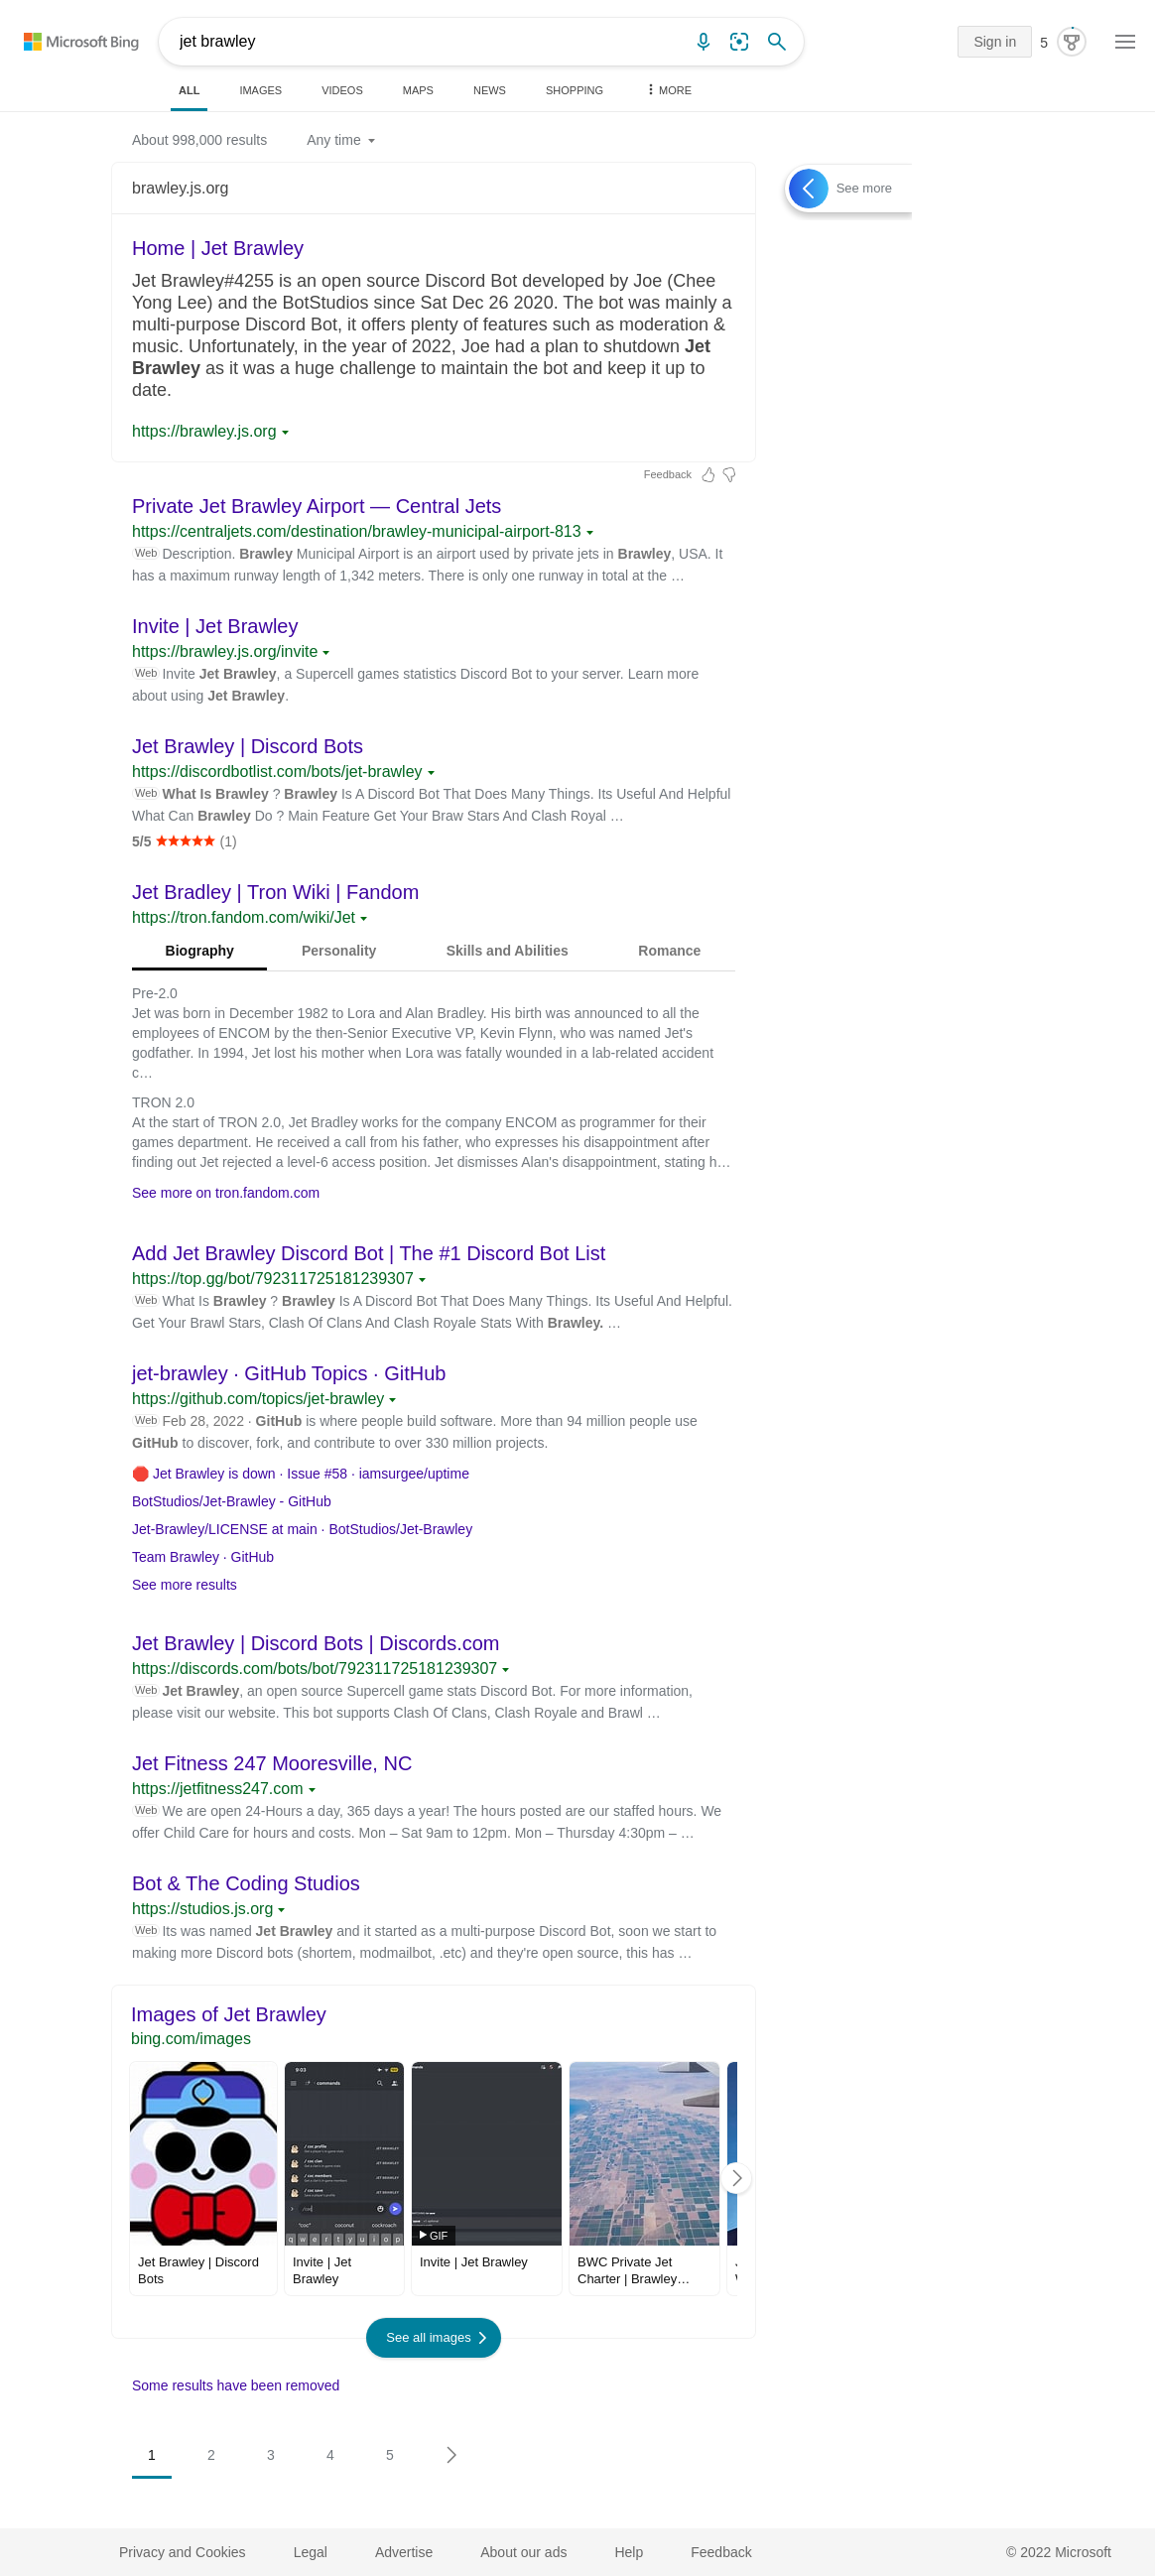 Microsoft Bing
jet brawley
Sign in
5
ALL
IMAGES
VIDEOS
MAPS
NEWS
SHOPPING
MORE
About 998,000 results
Any time
brawley.js.org
See more
Home | Jet Brawley
Jet Brawley#4255 is an open source Discord Bot developed by Joe (Chee
Yong Lee) and the BotStudios since Sat Dec 26 2020. The bot was mainly a
multi-purpose Discord Bot, it offers plenty of features such as moderation &
music. Unfortunately, in the year of 2022, Joe had a plan to shutdown Jet
Brawley as it was a huge challenge to maintain the bot and keep it up to
date.
https://brawley.js.org
Feedback
Private Jet Brawley Airport — Central Jets
https://centraljets.com/destination/brawley-municipal-airport-813
Web Description. Brawley Municipal Airport is an airport used by private jets in Brawley, USA. It
has a maximum runway length of 1,342 meters. There is only one runway in total at the …
Invite | Jet Brawley
https://brawley.js.org/invite
Web Invite Jet Brawley, a Supercell games statistics Discord Bot to your server. Learn more
about using Jet Brawley.
Jet Brawley | Discord Bots
https://discordbotlist.com/bots/jet-brawley
Web What Is Brawley ? Brawley Is A Discord Bot That Does Many Things. Its Useful And Helpful
What Can Brawley Do ? Main Feature Get Your Braw Stars And Clash Royal …
5/5 ★★★★★ (1)
Jet Bradley | Tron Wiki | Fandom
https://tron.fandom.com/wiki/Jet
Biography
Personality
Skills and Abilities
Romance
Pre-2.0
Jet was born in December 1982 to Lora and Alan Bradley. His birth was announced to all the
employees of ENCOM by the then-Senior Executive VP, Kevin Flynn, who was named Jet's
godfather. In 1994, Jet lost his mother when Lora was fatally wounded in a lab-related accident
c…
TRON 2.0
At the start of TRON 2.0, Jet Bradley works for the company ENCOM as programmer for their
games department. He received a call from his father, who expresses his disappointment after
finding out Jet rejected a level-6 access position. Jet dismisses Alan's disappointment, stating h…
See more on tron.fandom.com
Add Jet Brawley Discord Bot | The #1 Discord Bot List
https://top.gg/bot/792311725181239307
Web What Is Brawley ? Brawley Is A Discord Bot That Does Many Things. Its Useful And Helpful.
Get Your Brawl Stars, Clash Of Clans And Clash Royale Stats With Brawley. …
jet-brawley · GitHub Topics · GitHub
https://github.com/topics/jet-brawley
Web Feb 28, 2022 · GitHub is where people build software. More than 94 million people use
GitHub to discover, fork, and contribute to over 330 million projects.
🛑 Jet Brawley is down · Issue #58 · iamsurgee/uptime
BotStudios/Jet-Brawley - GitHub
Jet-Brawley/LICENSE at main · BotStudios/Jet-Brawley
Team Brawley · GitHub
See more results
Jet Brawley | Discord Bots | Discords.com
https://discords.com/bots/bot/792311725181239307
Web Jet Brawley, an open source Supercell game stats Discord Bot. For more information,
please visit our website. This bot supports Clash Of Clans, Clash Royale and Brawl …
Jet Fitness 247 Mooresville, NC
https://jetfitness247.com
Web We are open 24-Hours a day, 365 days a year! The hours posted are our staffed hours. We
offer Child Care for hours and costs. Mon – Sat 9am to 12pm. Mon – Thursday 4:30pm – …
Bot & The Coding Studios
https://studios.js.org
Web Its was named Jet Brawley and it started as a multi-purpose Discord Bot, soon we start to
making more Discord bots (shortem, modmailbot, .etc) and they're open source, this has …
Images of Jet Brawley
bing.com/images
9:03
commands
/ coc profile
JET BRAWLEY
/ coc clan
JET BRAWLEY
/ coc members
JET BRAWLEY
/ coc save
JET BRAWLEY
/coc
"coc"
coconut
cockroach
q w e r t y u i o p
GIF
Jet Brawley | Discord
Bots
Invite | Jet
Brawley
Invite | Jet Brawley
BWC Private Jet
Charter | Brawley…
See all images
Some results have been removed
1
2
3
4
5
Privacy and Cookies
Legal
Advertise
About our ads
Help
Feedback
© 2022 Microsoft